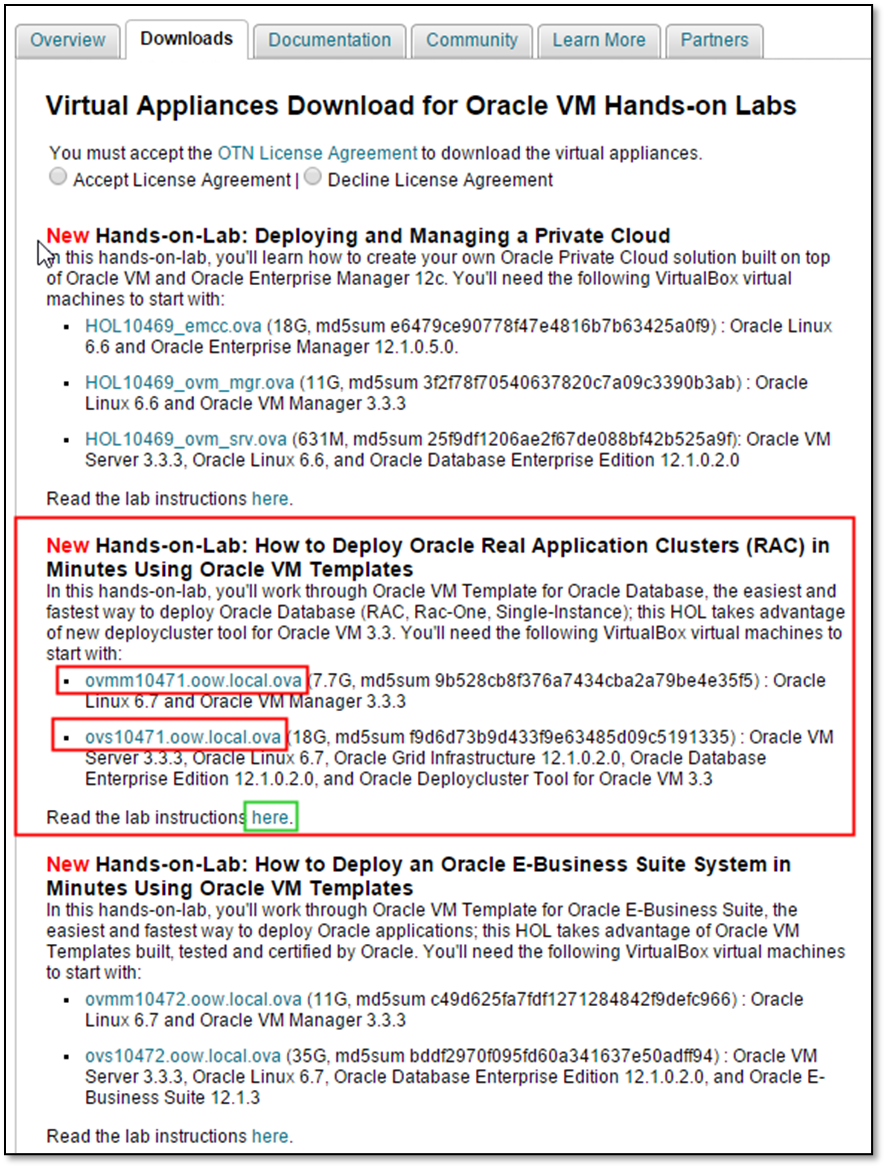 Overview
Downloads
Documentation
Community
Learn More
Partners
Virtual Appliances Download for Oracle VM Hands-on Labs
You must accept the OTN License Agreement to download the virtual appliances.
Accept License Agreement | Decline License Agreement
New Hands-on-Lab: Deploying and Managing a Private Cloud
In this hands-on-lab, you'll learn how to create your own Oracle Private Cloud solution built on top
of Oracle VM and Oracle Enterprise Manager 12c. You'll need the following VirtualBox virtual
machines to start with:
▪ HOL10469_emcc.ova (18G, md5sum e6479ce90778f47e4816b7b63425a0f9) : Oracle Linux
6.6 and Oracle Enterprise Manager 12.1.0.5.0.
▪ HOL10469_ovm_mgr.ova (11G, md5sum 3f2f78f70540637820c7a09c3390b3ab) : Oracle
Linux 6.6 and Oracle VM Manager 3.3.3
▪ HOL10469_ovm_srv.ova (631M, md5sum 25f9df1206ae2f67de088bf42b525a9f): Oracle VM
Server 3.3.3, Oracle Linux 6.6, and Oracle Database Enterprise Edition 12.1.0.2.0
Read the lab instructions here.
New Hands-on-Lab: How to Deploy Oracle Real Application Clusters (RAC) in
Minutes Using Oracle VM Templates
In this hands-on-lab, you'll work through Oracle VM Template for Oracle Database, the easiest and
fastest way to deploy Oracle Database (RAC, Rac-One, Single-Instance); this HOL takes advantage
of new deploycluster tool for Oracle VM 3.3. You'll need the following VirtualBox virtual machines to
start with:
▪ ovmm10471.oow.local.ova (7.7G, md5sum 9b528cb8f376a7434cba2a79be4e35f5) : Oracle
Linux 6.7 and Oracle VM Manager 3.3.3
▪ ovs10471.oow.local.ova (18G, md5sum f9d6d73b9d433f9e63485d09c5191335) : Oracle VM
Server 3.3.3, Oracle Linux 6.7, Oracle Grid Infrastructure 12.1.0.2.0, Oracle Database
Enterprise Edition 12.1.0.2.0, and Oracle Deploycluster Tool for Oracle VM 3.3
Read the lab instructions here.
New Hands-on-Lab: How to Deploy an Oracle E-Business Suite System in
Minutes Using Oracle VM Templates
In this hands-on-lab, you'll work through Oracle VM Template for Oracle E-Business Suite, the
easiest and fastest way to deploy Oracle applications; this HOL takes advantage of Oracle VM
Templates built, tested and certified by Oracle. You'll need the following VirtualBox virtual machines
to start with:
▪ ovmm10472.oow.local.ova (11G, md5sum c49d625fa7fdf1271284842f9defc966) : Oracle
Linux 6.7 and Oracle VM Manager 3.3.3
▪ ovs10472.oow.local.ova (35G, md5sum bddf2970f095fd60a341637e50adff94) : Oracle VM
Server 3.3.3, Oracle Linux 6.7, Oracle Database Enterprise Edition 12.1.0.2.0, and Oracle E-
Business Suite 12.1.3
Read the lab instructions here.